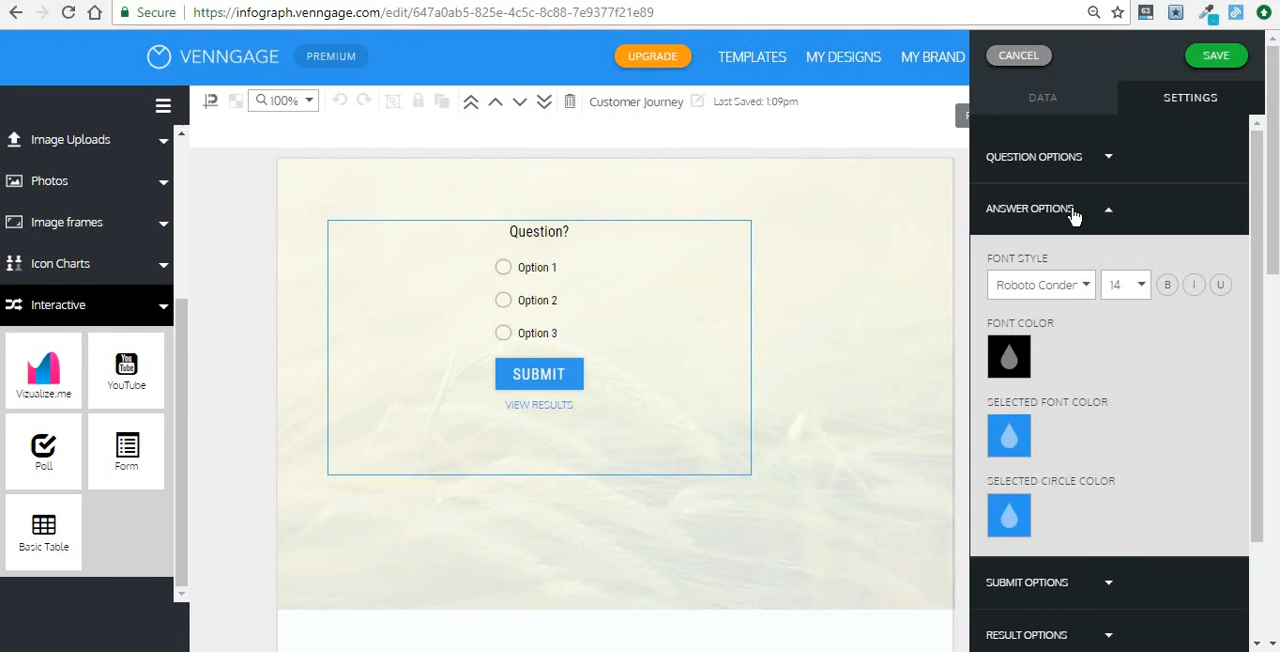 Secure https://infograph.venngage.com/edit/647a0ab5-825e-4c5c-8c88-7e9377f21e89
63
VENNGAGE PREMIUM UPGRADE TEMPLATES MY DESIGNS MY BRAND
CANCEL SAVE
DATA SETTINGS
100% Customer Journey Last Saved: 1:09pm
Image Uploads
Photos
Image frames
Icon Charts
Interactive
Vizualize.me
You Tube
YouTube
Poll
Form
Basic Table
Question?
Option 1
Option 2
Option 3
SUBMIT
VIEW RESULTS
QUESTION OPTIONS
ANSWER OPTIONS
FONT STYLE
Roboto Conder 14 B I U
FONT COLOR
SELECTED FONT COLOR
SELECTED CIRCLE COLOR
SUBMIT OPTIONS
RESULT OPTIONS